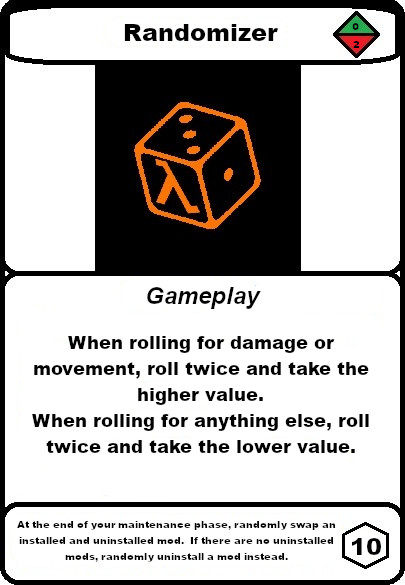 Randomizer
0
2
λ
Gameplay
When rolling for damage or
movement, roll twice and take the
higher value.
When rolling for anything else, roll
twice and take the lower value.
At the end of your maintenance phase, randomly swap an
installed and uninstalled mod. If there are no uninstalled
mods, randomly uninstall a mod instead.
10